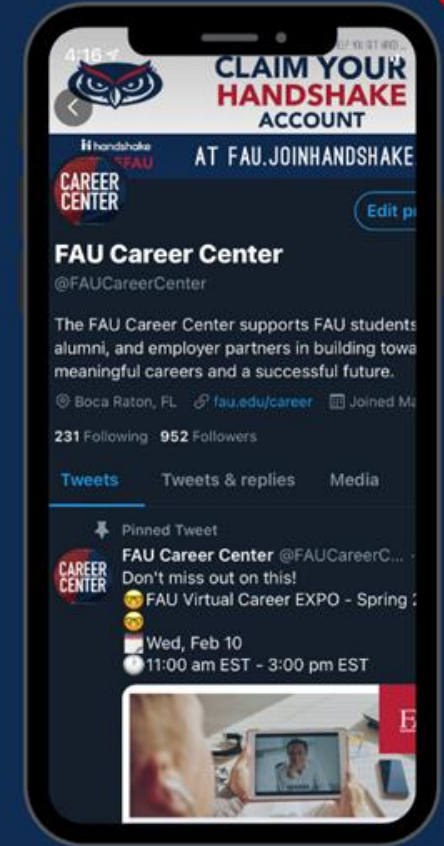 4:16
CLAIM YOUR
HANDSHAKE
ACCOUNT
handshake
FAU
AT FAU.JOINHANDSHAKE
CAREER
CENTER
Edit p
FAU Career Center
@FAUCareerCenter
The FAU Career Center supports FAU students
alumni, and employer partners in building towa
meaningful careers and a successful future.
Boca Raton, FL fau.edu/career Joined Ma
231 Following 952 Followers
Tweets Tweets & replies Media
Pinned Tweet
FAU Career Center @FAUCareerC... ·
CAREER
CENTER
Don't miss out on this!
🤓FAU Virtual Career EXPO - Spring 2
🤓
Wed, Feb 10
11:00 am EST - 3:00 pm EST